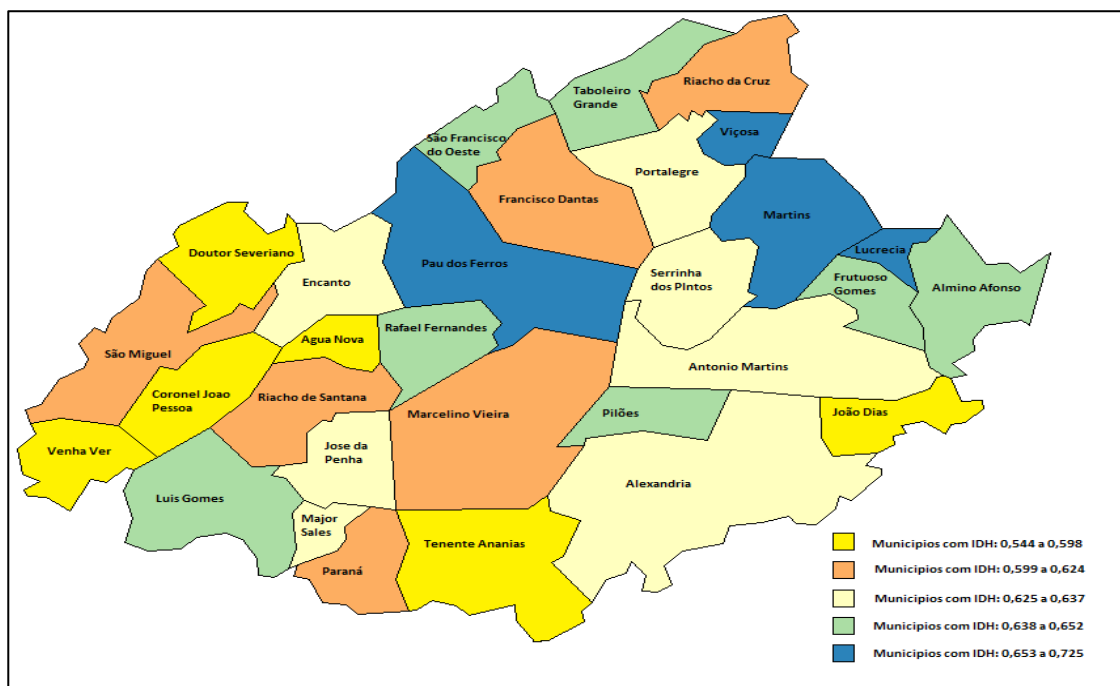 Riacho da Cruz
Taboleiro
Grande
Viçosa
São Francisco
do Oeste
Portalegre
Francisco Dantas
Martins
Doutor Severiano
Lucrecia
Pau dos Ferros
Serrinha
dos PIntos
Encanto
Frutuoso
Gomes
Almino Afonso
Rafael Fernandes
Agua Nova
São Miguel
Antonio Martins
Coronel Joao
Pessoa
Riacho de Santana
Marcelino Vieira
Pilões
João Dias
Venha Ver
Jose da
Penha
Alexandria
Luis Gomes
Major
Sales
Tenente Ananias
Paraná
Municipios com IDH: 0,544 a 0,598
Municipios com IDH: 0,599 a 0,624
Municipios com IDH: 0,625 a 0,637
Municipios com IDH: 0,638 a 0,652
Municipios com IDH: 0,653 a 0,725